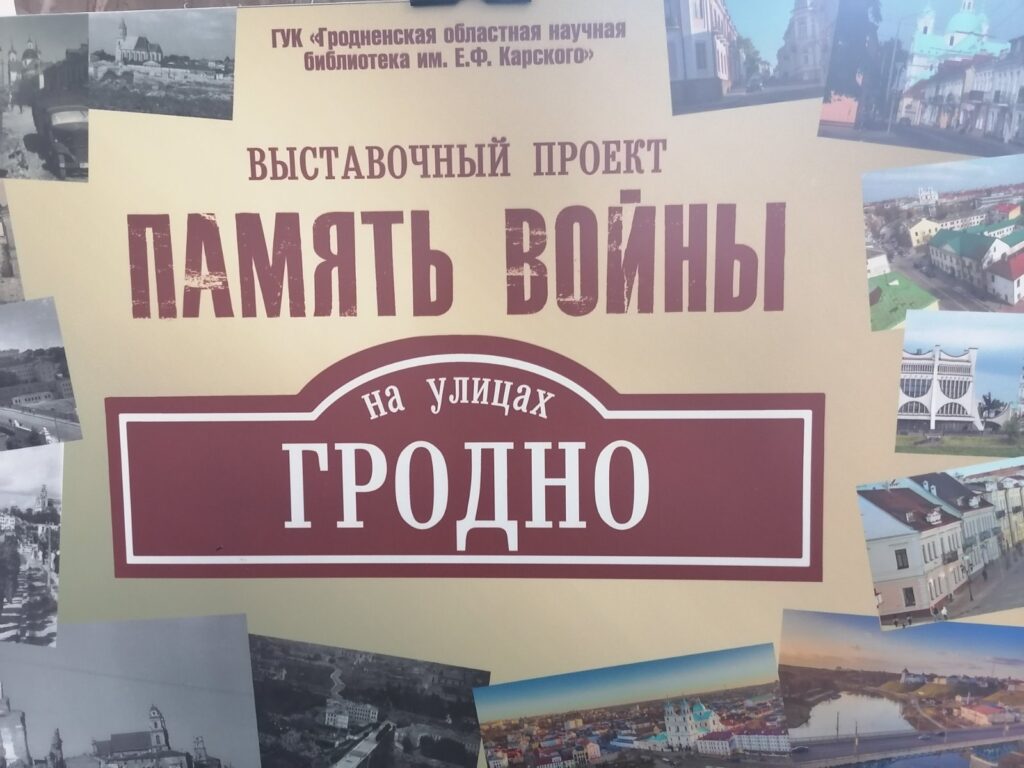 ГУК «Гродненская областная научная
библиотека им. Е.Ф. Карского»
ВЫСТАВОЧНЫЙ ПРОЕКТ
ПАМЯТЬ ВОЙНЫ
на улицах
ГРОДНО